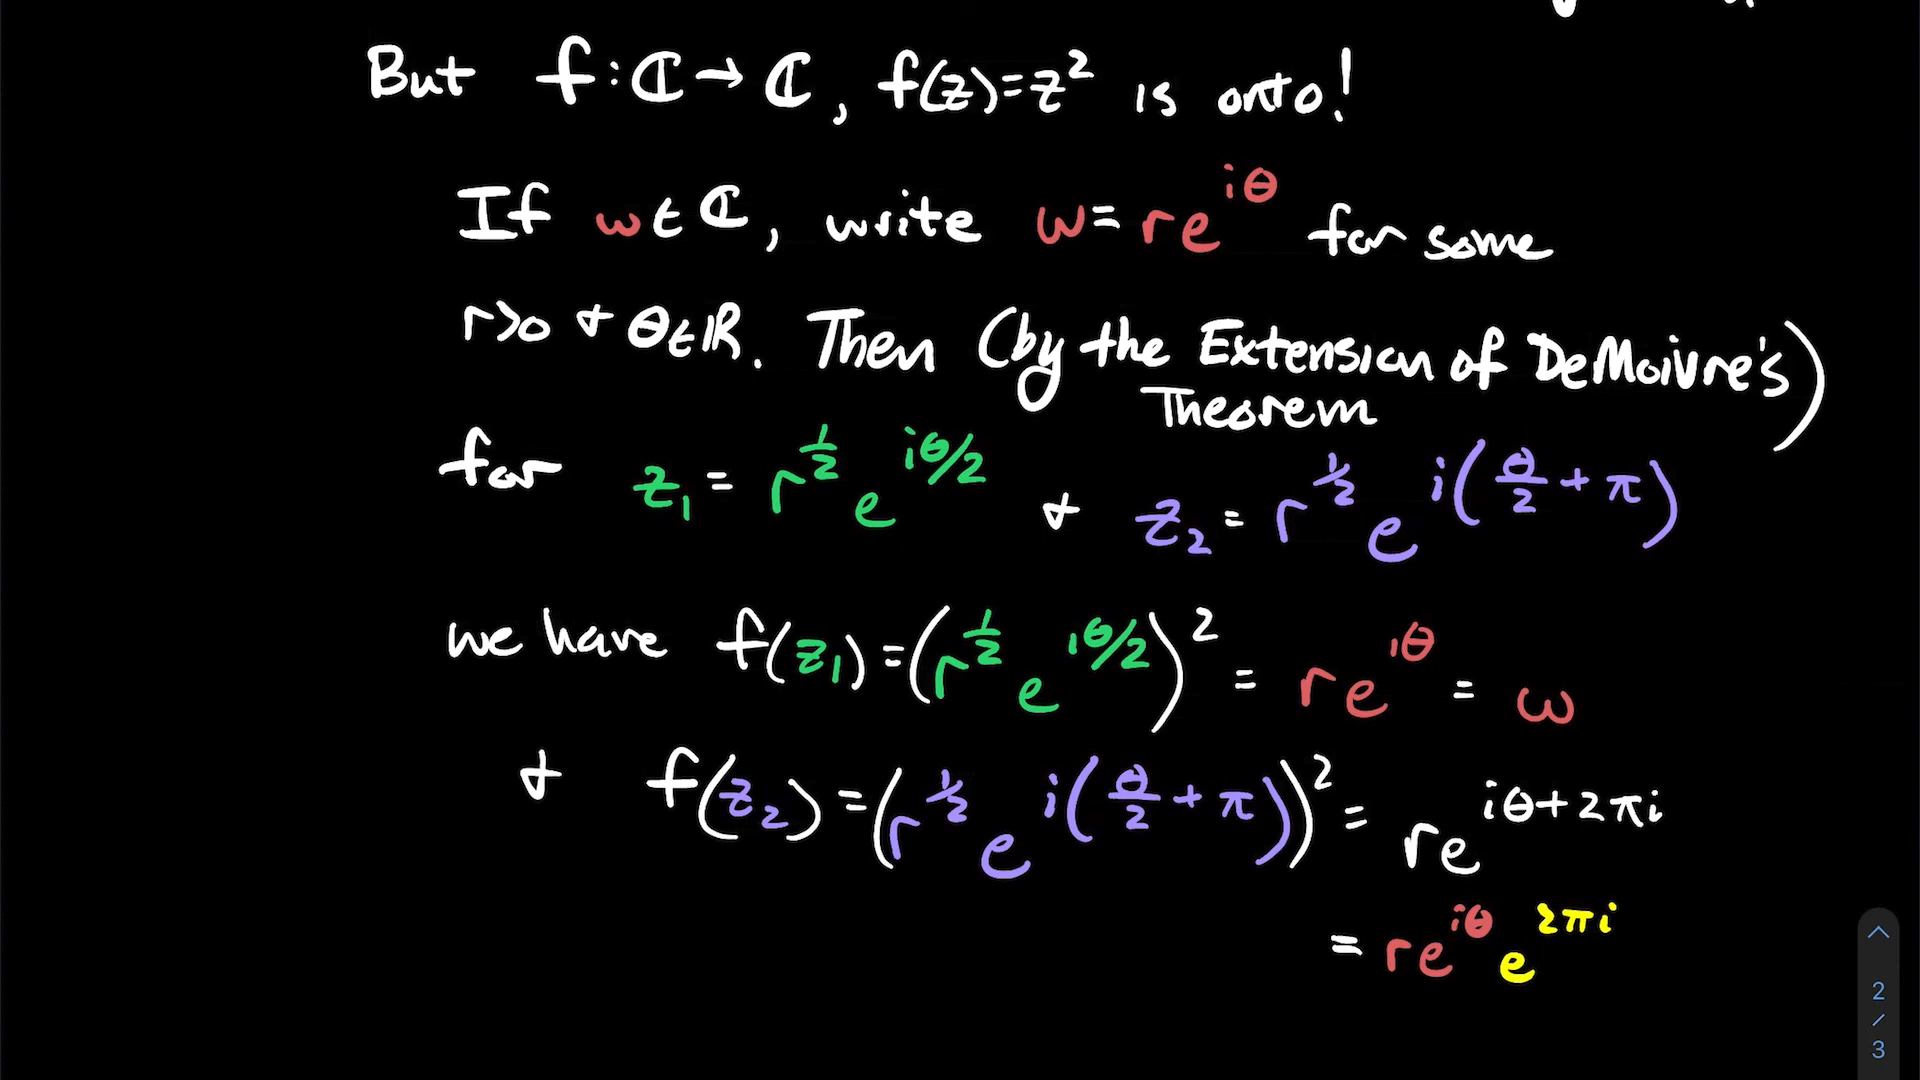 But f:ℂ→ℂ, f(z)=z² is onto!
If ω∈ℂ, write ω=re^{iθ} for some
r>0 & θ∈ℝ. Then (by the Extension of DeMoivre's
Theorem)
for z₁=r^{1/2}e^{iθ/2} & z₂=r^{1/2}e^{i(θ/2+π)}
we have f(z₁)=(r^{1/2}e^{iθ/2})²=re^{iθ}=ω
& f(z₂)=(r^{1/2}e^{i(θ/2+π)})²=re^{iθ+2πi}
=re^{iθ}e^{2πi}
2
/
3